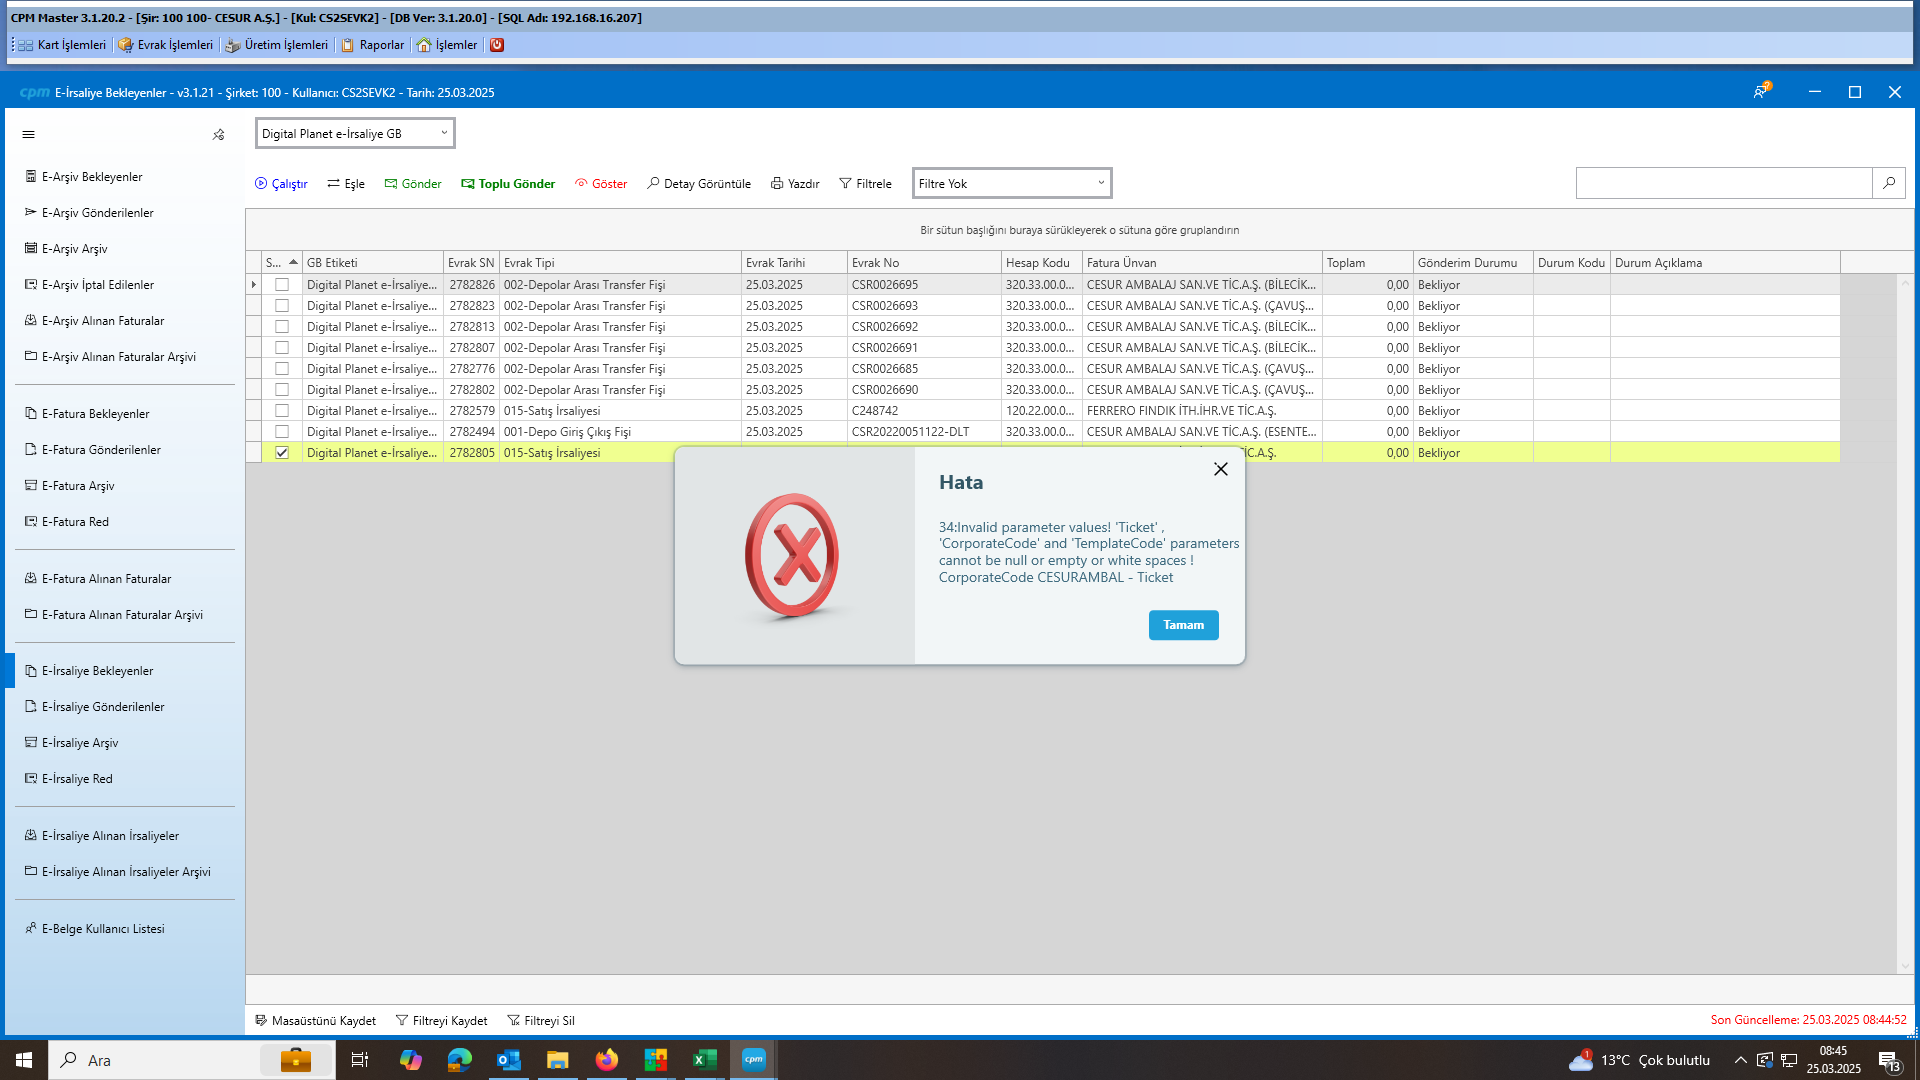 CPM Master 3.1.20.2 - [Şir: 100 100- CESUR A.Ş.] - [Kul: CS2SEVK2] - [DB Ver: 3.1.20.0] - [SQL Adı: 192.168.16.207]
Kart İşlemleri Evrak İşlemleri Üretim İşlemleri Raporlar İşlemler
cpm E-İrsaliye Bekleyenler - v3.1.21 - Şirket: 100 - Kullanıcı: CS2SEVK2 - Tarih: 25.03.2025
Digital Planet e-İrsaliye GB
Çalıştır Eşle Gönder Toplu Gönder Göster Detay Görüntüle Yazdır Filtrele Filtre Yok
Bir sütun başlığını buraya sürükleyerek o sütuna göre gruplandırın
S... GB Etiketi Evrak SN Evrak Tipi Evrak Tarihi Evrak No Hesap Kodu Fatura Ünvan Toplam Gönderim Durumu Durum Kodu Durum Açıklama
Digital Planet e-İrsaliye... 2782826 002-Depolar Arası Transfer Fişi 25.03.2025 CSR0026695 320.33.00.0... CESUR AMBALAJ SAN.VE TİC.A.Ş. (BİLECİK... 0,00 Bekliyor
Digital Planet e-İrsaliye... 2782823 002-Depolar Arası Transfer Fişi 25.03.2025 CSR0026693 320.33.00.0... CESUR AMBALAJ SAN.VE TİC.A.Ş. (ÇAVUŞ... 0,00 Bekliyor
Digital Planet e-İrsaliye... 2782813 002-Depolar Arası Transfer Fişi 25.03.2025 CSR0026692 320.33.00.0... CESUR AMBALAJ SAN.VE TİC.A.Ş. (BİLECİK... 0,00 Bekliyor
Digital Planet e-İrsaliye... 2782807 002-Depolar Arası Transfer Fişi 25.03.2025 CSR0026691 320.33.00.0... CESUR AMBALAJ SAN.VE TİC.A.Ş. (BİLECİK... 0,00 Bekliyor
Digital Planet e-İrsaliye... 2782776 002-Depolar Arası Transfer Fişi 25.03.2025 CSR0026685 320.33.00.0... CESUR AMBALAJ SAN.VE TİC.A.Ş. (ÇAVUŞ... 0,00 Bekliyor
Digital Planet e-İrsaliye... 2782802 002-Depolar Arası Transfer Fişi 25.03.2025 CSR0026690 320.33.00.0... CESUR AMBALAJ SAN.VE TİC.A.Ş. (ÇAVUŞ... 0,00 Bekliyor
Digital Planet e-İrsaliye... 2782579 015-Satış İrsaliyesi 25.03.2025 C248742 120.22.00.0... FERRERO FINDIK İTH.İHR.VE TİC.A.Ş. 0,00 Bekliyor
Digital Planet e-İrsaliye... 2782494 001-Depo Giriş Çıkış Fişi 25.03.2025 CSR20220051122-DLT 320.33.00.0... CESUR AMBALAJ SAN.VE TİC.A.Ş. (ESENTE... 0,00 Bekliyor
Digital Planet e-İrsaliye... 2782805 015-Satış İrsaliyesi İC.A.Ş. 0,00 Bekliyor
Hata
34:Invalid parameter values! 'Ticket' ,
'CorporateCode' and 'TemplateCode' parameters
cannot be null or empty or white spaces !
CorporateCode CESURAMBAL - Ticket
Tamam
E-Arşiv Bekleyenler
E-Arşiv Gönderilenler
E-Arşiv Arşiv
E-Arşiv İptal Edilenler
E-Arşiv Alınan Faturalar
E-Arşiv Alınan Faturalar Arşivi
E-Fatura Bekleyenler
E-Fatura Gönderilenler
E-Fatura Arşiv
E-Fatura Red
E-Fatura Alınan Faturalar
E-Fatura Alınan Faturalar Arşivi
E-İrsaliye Bekleyenler
E-İrsaliye Gönderilenler
E-İrsaliye Arşiv
E-İrsaliye Red
E-İrsaliye Alınan İrsaliyeler
E-İrsaliye Alınan İrsaliyeler Arşivi
E-Belge Kullanıcı Listesi
Masaüstünü Kaydet Filtreyi Kaydet Filtreyi Sil
Son Güncelleme: 25.03.2025 08:44:52
Ara
cpm
1 13°C Çok bulutlu
08:45
25.03.2025
13